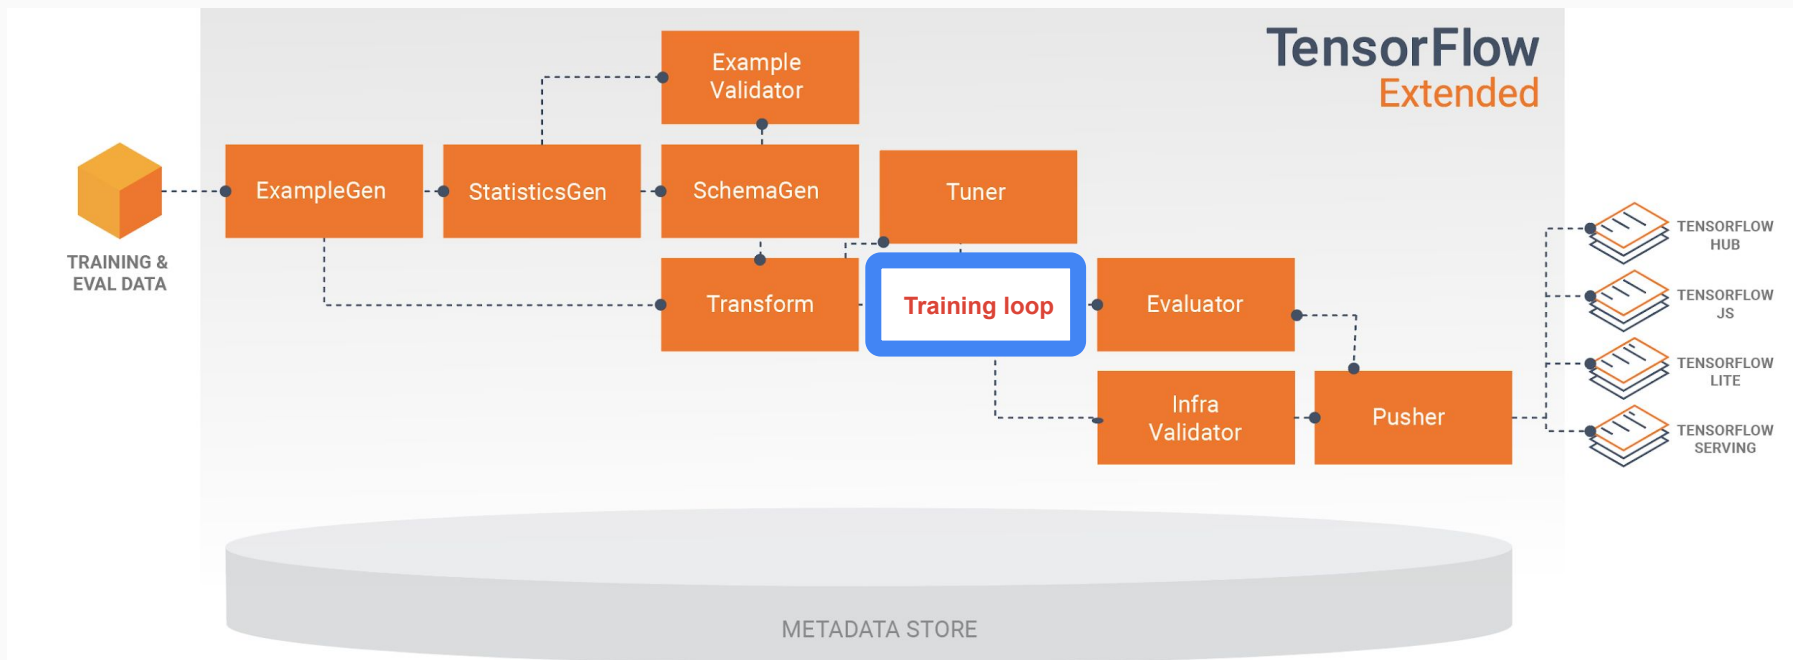 TensorFlow
Extended
Example
Validator
TRAINING &
EVAL DATA
ExampleGen
StatisticsGen
SchemaGen
Tuner
Transform
Training loop
Evaluator
Infra
Validator
Pusher
TENSORFLOW
HUB
TENSORFLOW
JS
TENSORFLOW
LITE
TENSORFLOW
SERVING
METADATA STORE